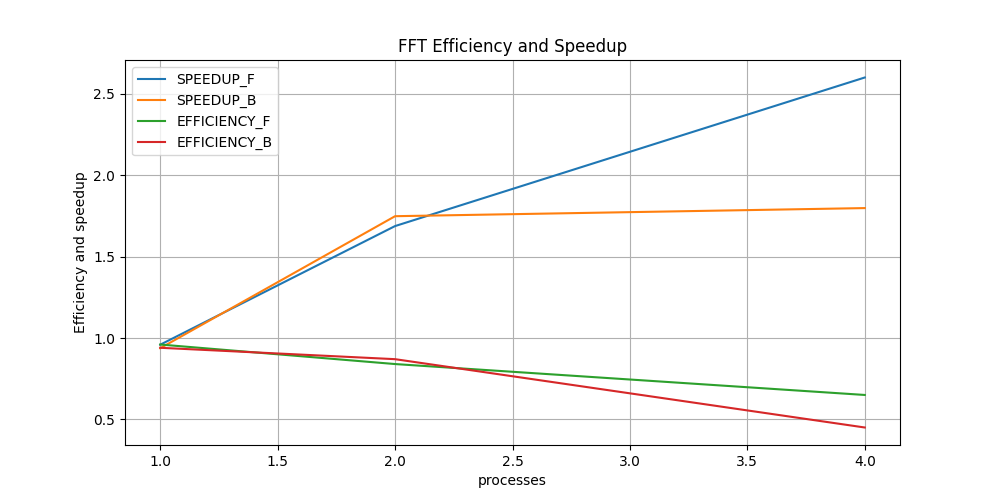 FFT Efficiency and Speedup
SPEEDUP_F
SPEEDUP_B
EFFICIENCY_F
EFFICIENCY_B
Efficiency and speedup
2.5
2.0
1.5
1.0
0.5
1.0 1.5 2.0 2.5 3.0 3.5 4.0
processes